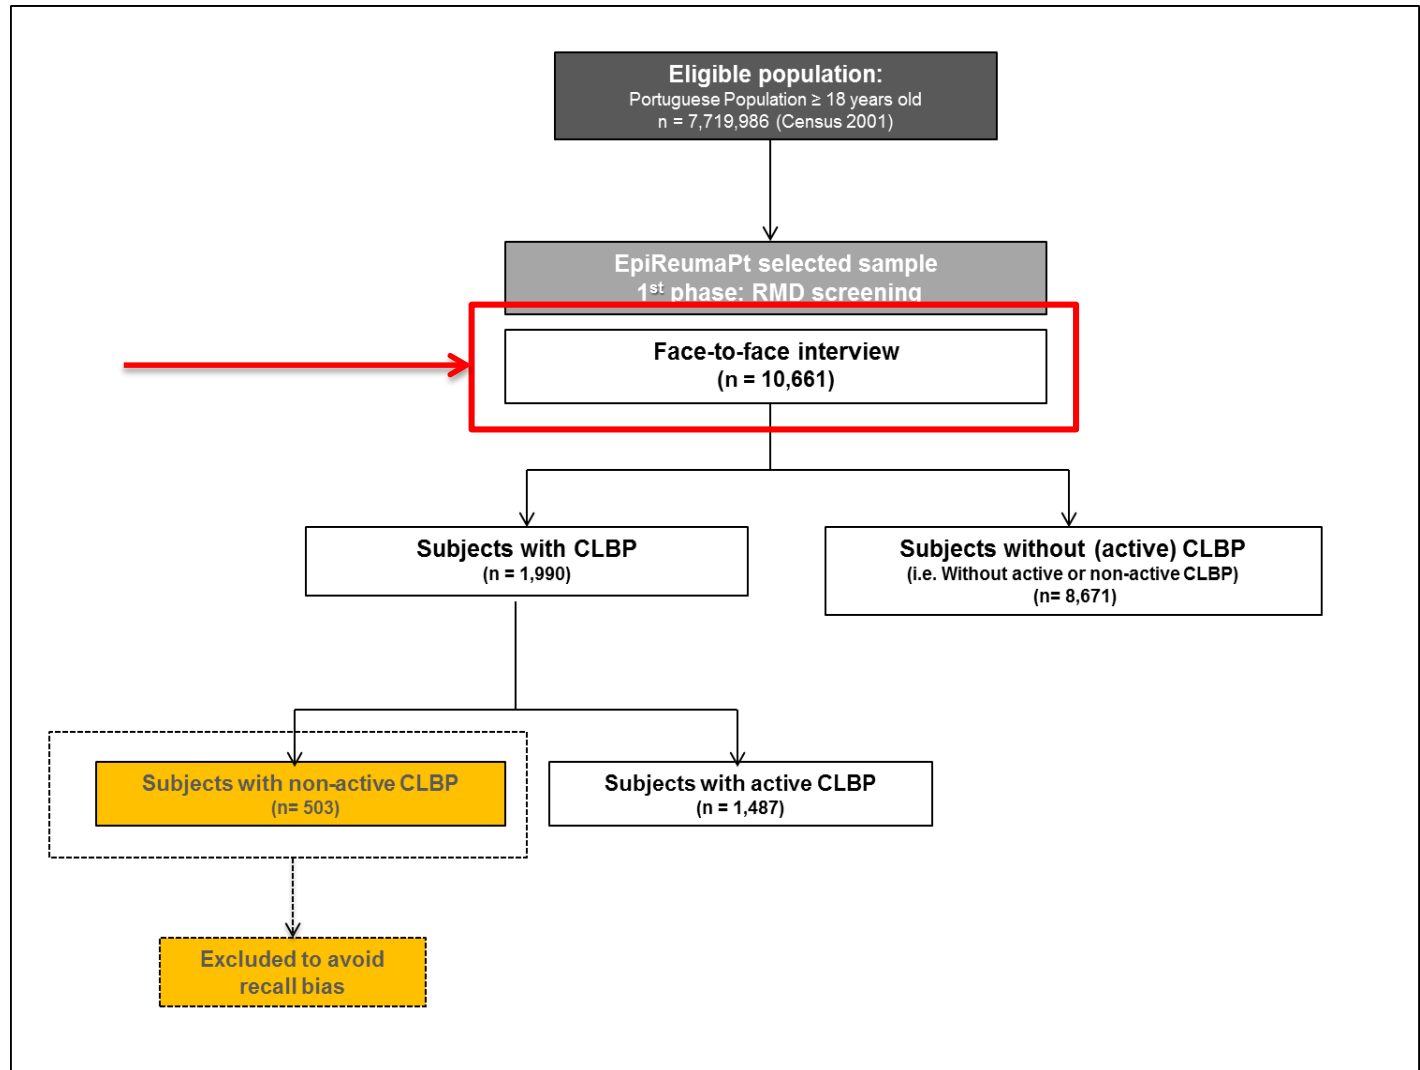 Eligible population:
Portuguese Population ≥ 18 years old
n = 7,719,986 (Census 2001)
EpiReumaPt selected sample
1st phase: RMD screening
Face-to-face interview
(n = 10,661)
Subjects with CLBP
(n = 1,990)
Subjects without (active) CLBP
(i.e. Without active or non-active CLBP)
(n= 8,671)
Subjects with non-active CLBP
(n= 503)
Subjects with active CLBP
(n = 1,487)
Excluded to avoid
recall bias